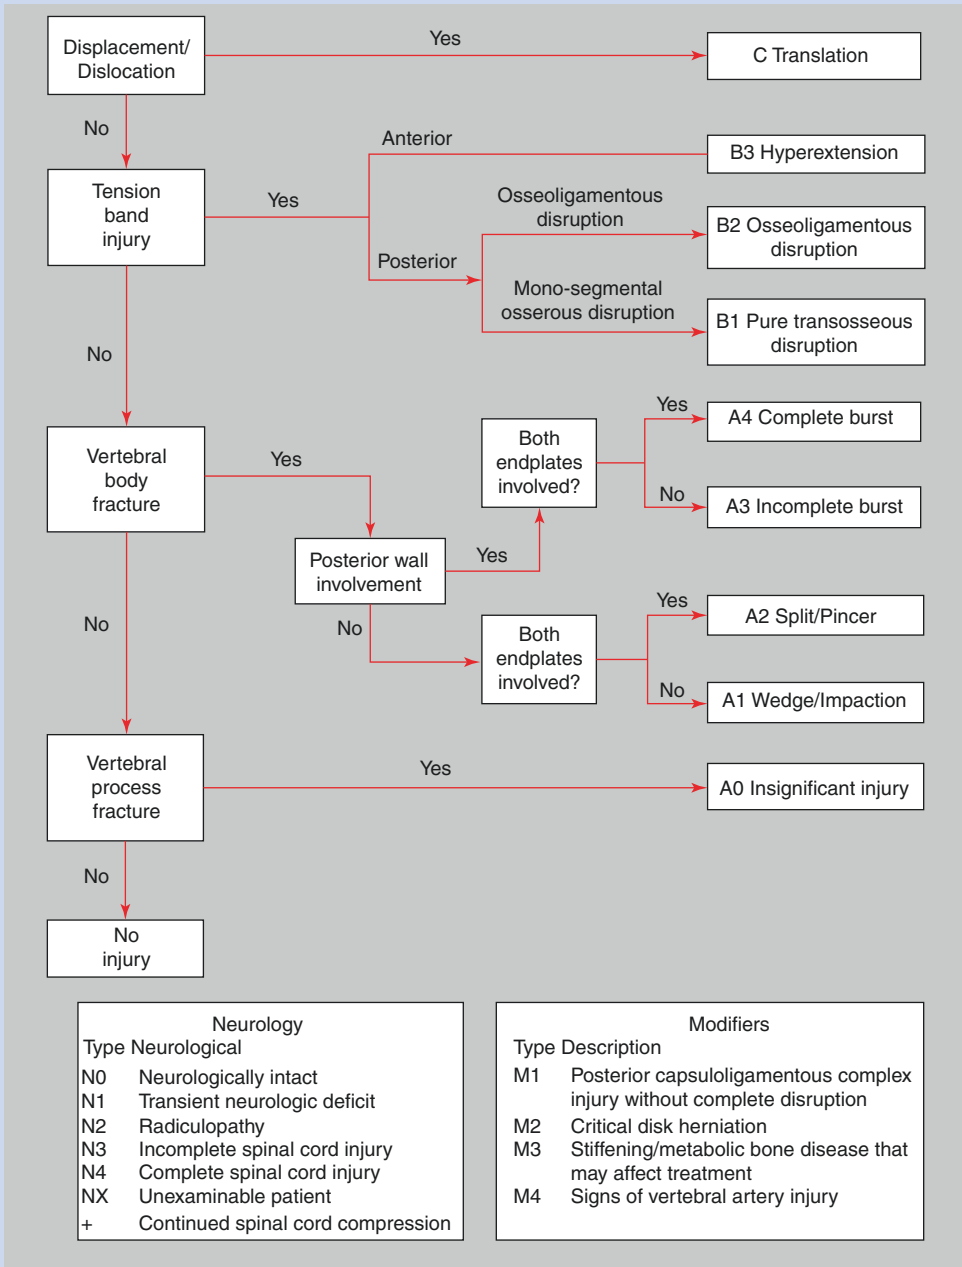 Displacement/
Dislocation
Yes
C Translation
No
Tension
band
injury
Yes
Anterior
B3 Hyperextension
Posterior
Osseoligamentous
disruption
B2 Osseoligamentous
disruption
Mono-segmental
osserous disruption
B1 Pure transosseous
disruption
No
Vertebral
body
fracture
Yes
Posterior wall
involvement
Yes
Both
endplates
involved?
Yes
A4 Complete burst
No
A3 Incomplete burst
No
Both
endplates
involved?
Yes
A2 Split/Pincer
No
A1 Wedge/Impaction
No
Vertebral
process
fracture
Yes
A0 Insignificant injury
No
No
injury
Neurology
Type Neurological
N0 Neurologically intact
N1 Transient neurologic deficit
N2 Radiculopathy
N3 Incomplete spinal cord injury
N4 Complete spinal cord injury
NX Unexaminable patient
+ Continued spinal cord compression
Modifiers
Type Description
M1 Posterior capsuloligamentous complex
injury without complete disruption
M2 Critical disk herniation
M3 Stiffening/metabolic bone disease that
may affect treatment
M4 Signs of vertebral artery injury